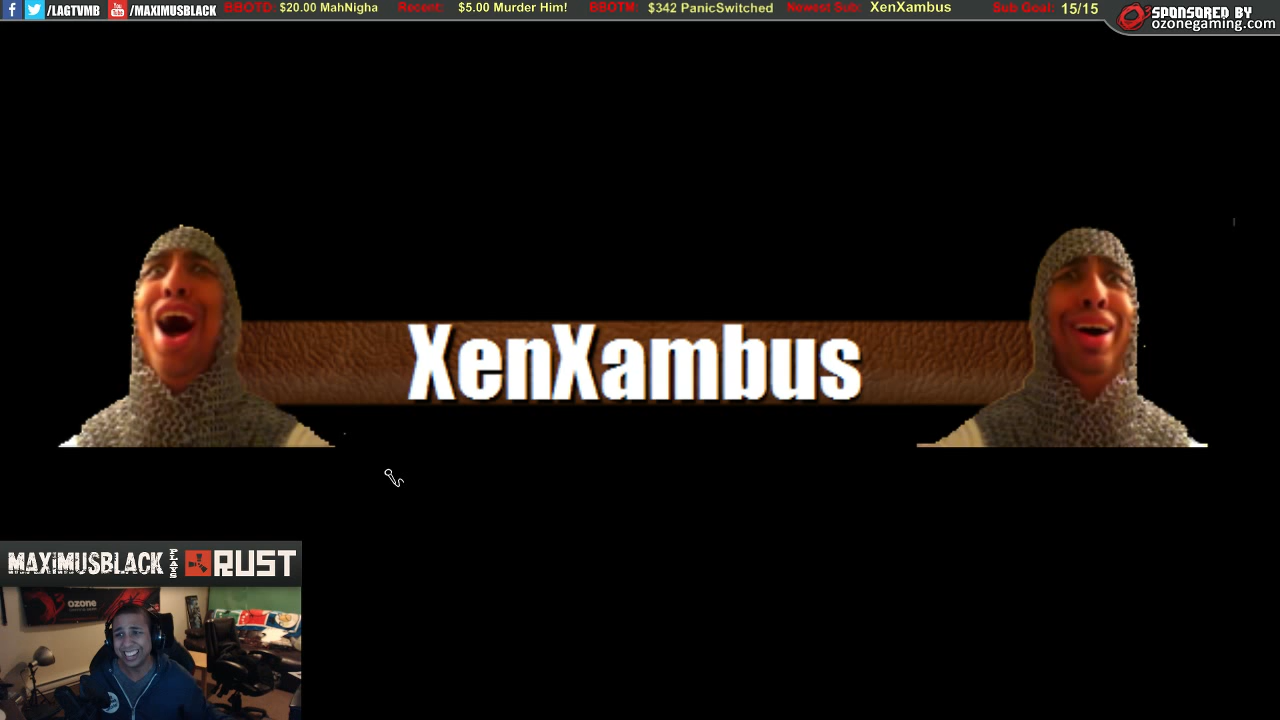 /LAGTVMB /MAXIMUSBLACK BBOTD: $20.00 MahNigha Recent: $5.00 Murder Him! BBOTM: $342 PanicSwitched Newest Sub: XenXambus Sub Goal: 15/15 SPONSORED BY
ozonegaming.com
XenXambus
MAXIMUSBLACK PLAYS RUST
ozone